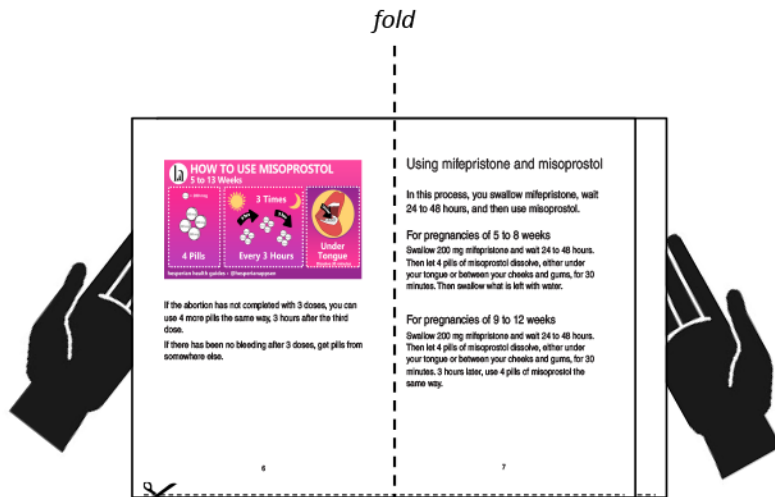 fold
la
HOW TO USE MISOPROSTOL
5 to 13 Weeks
4 Pills
3 Times
Every 3 Hours
Under
Tongue
hesperian health guides • @hesperianappsen
If the abortion has not completed with 3 doses, you can
use 4 more pills the same way, 3 hours after the third
dose.
If there has been no bleeding after 3 doses, get pills from
somewhere else.
6
Using mifepristone and misoprostol
In this process, you swallow mifepristone, wait
24 to 48 hours, and then use misoprostol.
For pregnancies of 5 to 8 weeks
Swallow 200 mg mifepristone and wait 24 to 48 hours.
Then let 4 pills of misoprostol dissolve, either under
your tongue or between your cheeks and gums, for 30
minutes. Then swallow what is left with water.
For pregnancies of 9 to 12 weeks
Swallow 200 mg mifepristone and wait 24 to 48 hours.
Then let 4 pills of misoprostol dissolve, either under
your tongue or between your cheeks and gums, for 30
minutes. 3 hours later, use 4 pills of misoprostol the
same way.
7